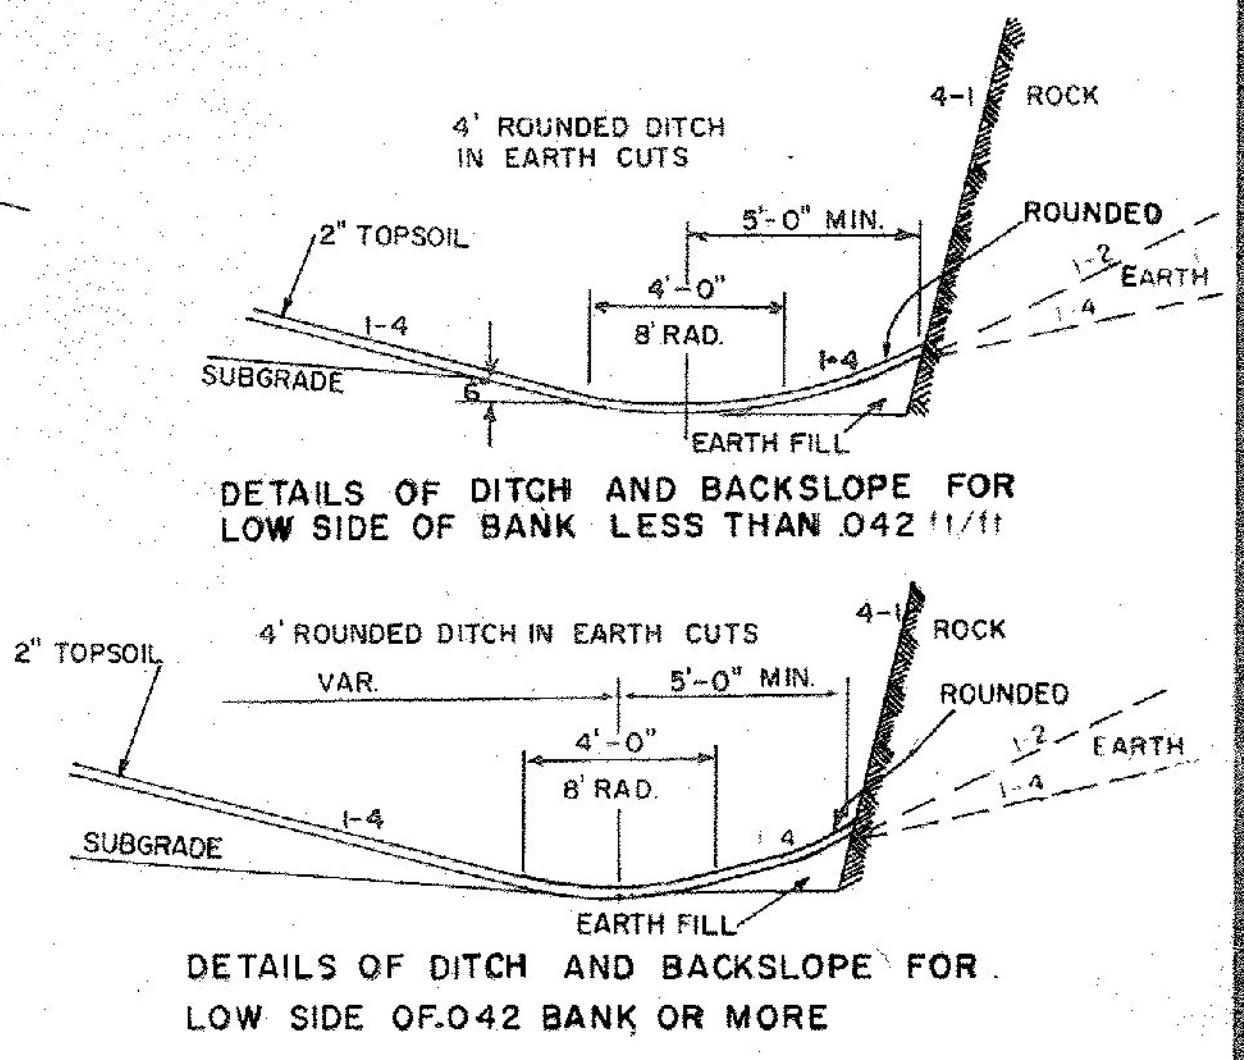 4-1 ROCK
4' ROUNDED DITCH
IN EARTH CUTS
5'-0" MIN.
ROUNDED
2" TOPSOIL
1-2
EARTH
4'-0"
1-4
1-4
8' RAD.
1-4
SUBGRADE
6
EARTH FILL
DETAILS OF DITCH AND BACKSLOPE FOR
LOW SIDE OF BANK LESS THAN .042 ft/ft
4-1 ROCK
4' ROUNDED DITCH IN EARTH CUTS
2" TOPSOIL
VAR.
5'-0" MIN.
ROUNDED
4'-0"
1-2
EARTH
8' RAD.
1-4
1-4
1 4
SUBGRADE
EARTH FILL
DETAILS OF DITCH AND BACKSLOPE FOR
LOW SIDE OF .042 BANK OR MORE